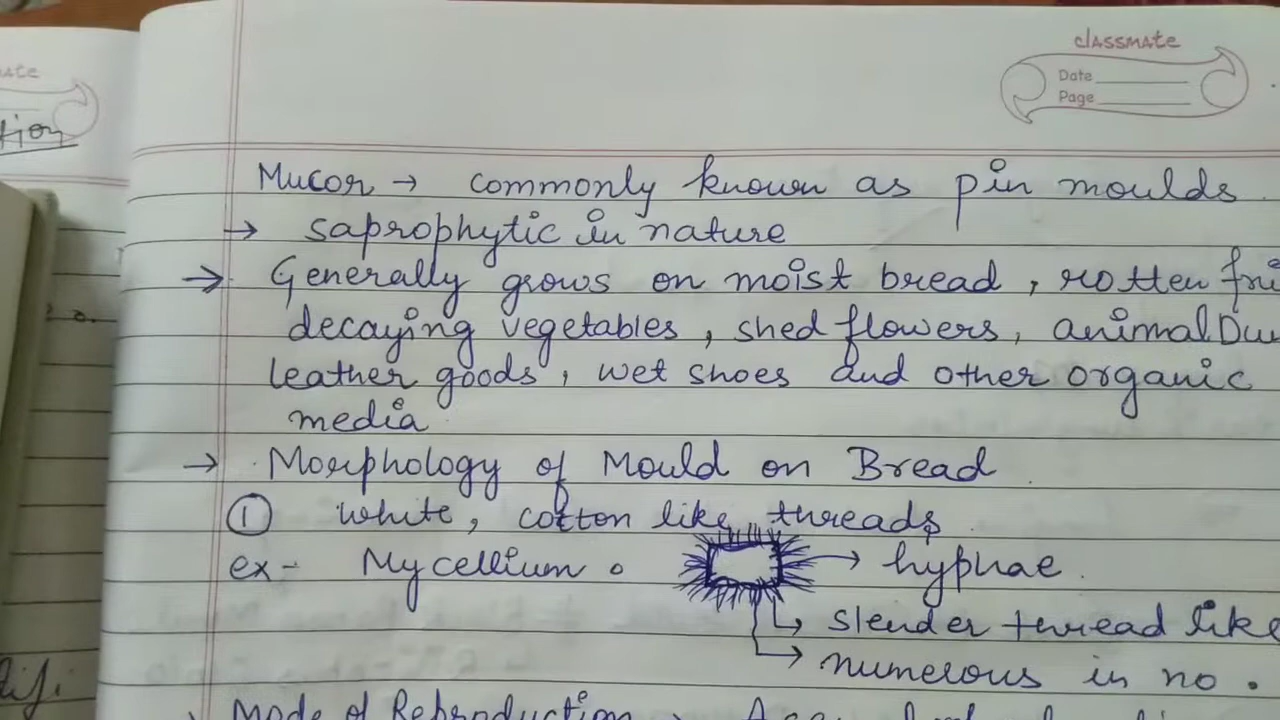 classmate
Date
Page
Mucor → commonly known as pin moulds.
→ saprophytic in nature
→ Generally grows on moist bread, rotten
decaying vegetables, shed flowers, animal
leather goods, wet shoes and other organic
media
→ Morphology of Mould on Bread.
① White, cotton like threads.
ex- Mycellium. → hyphae.
→ slender thread like
→ numerous in no.
Mode of Reproduction